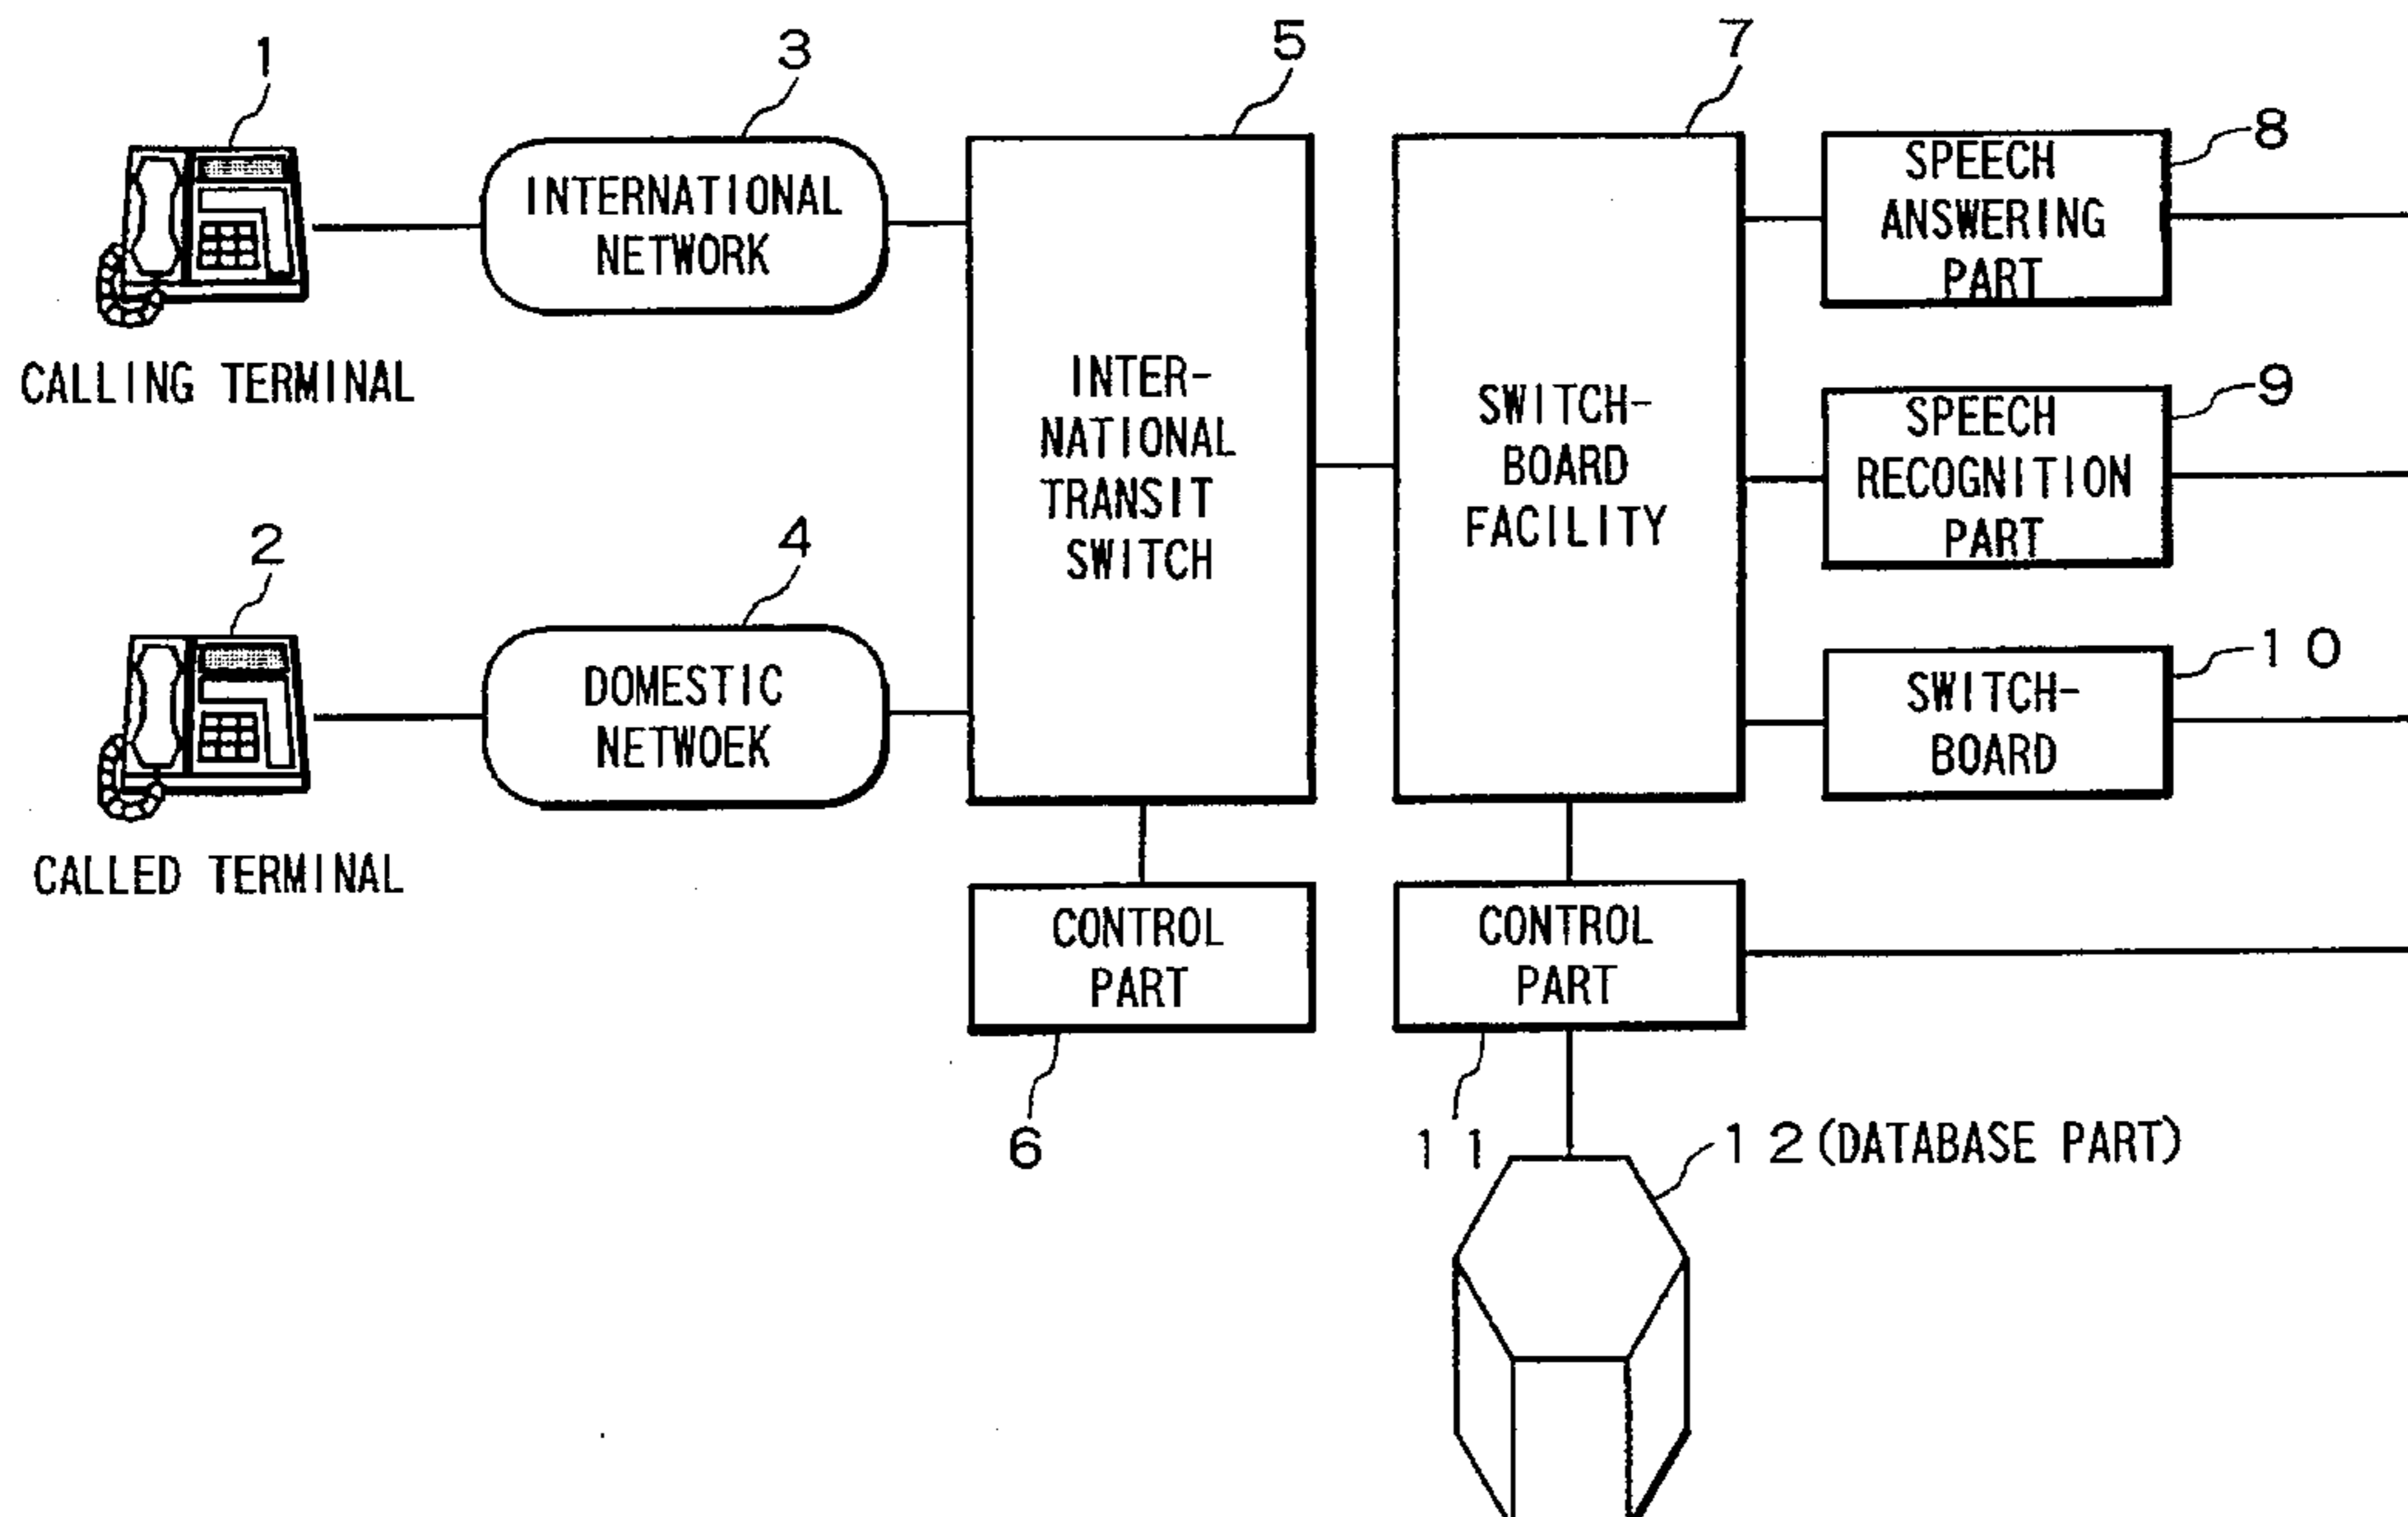 1
3
5
7
8
INTERNATIONAL
NETWORK
SPEECH
ANSWERING
PART
CALLING TERMINAL
INTER-
NATIONAL
TRANSIT
SWITCH
SWITCH-
BOARD
FACILITY
9
SPEECH
RECOGNITION
PART
2
4
DOMESTIC
NETWOEK
10
SWITCH-
BOARD
CALLED TERMINAL
CONTROL
PART
CONTROL
PART
6
11
12(DATABASE PART)